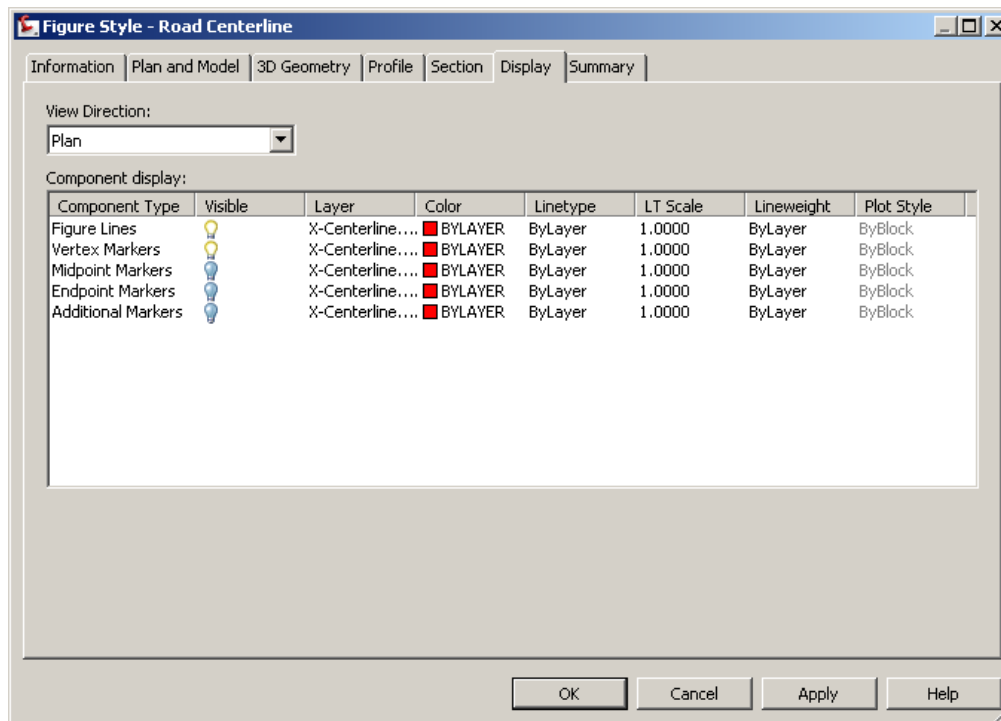 Figure Style - Road Centerline
Information Plan and Model 3D Geometry Profile Section Display Summary
View Direction:
Plan
Component display:
Component Type Visible Layer Color Linetype LT Scale Lineweight Plot Style
Figure Lines X-Centerline.... BYLAYER ByLayer 1.0000 ByLayer ByBlock
Vertex Markers X-Centerline.... BYLAYER ByLayer 1.0000 ByLayer ByBlock
Midpoint Markers X-Centerline.... BYLAYER ByLayer 1.0000 ByLayer ByBlock
Endpoint Markers X-Centerline.... BYLAYER ByLayer 1.0000 ByLayer ByBlock
Additional Markers X-Centerline.... BYLAYER ByLayer 1.0000 ByLayer ByBlock
OK Cancel Apply Help